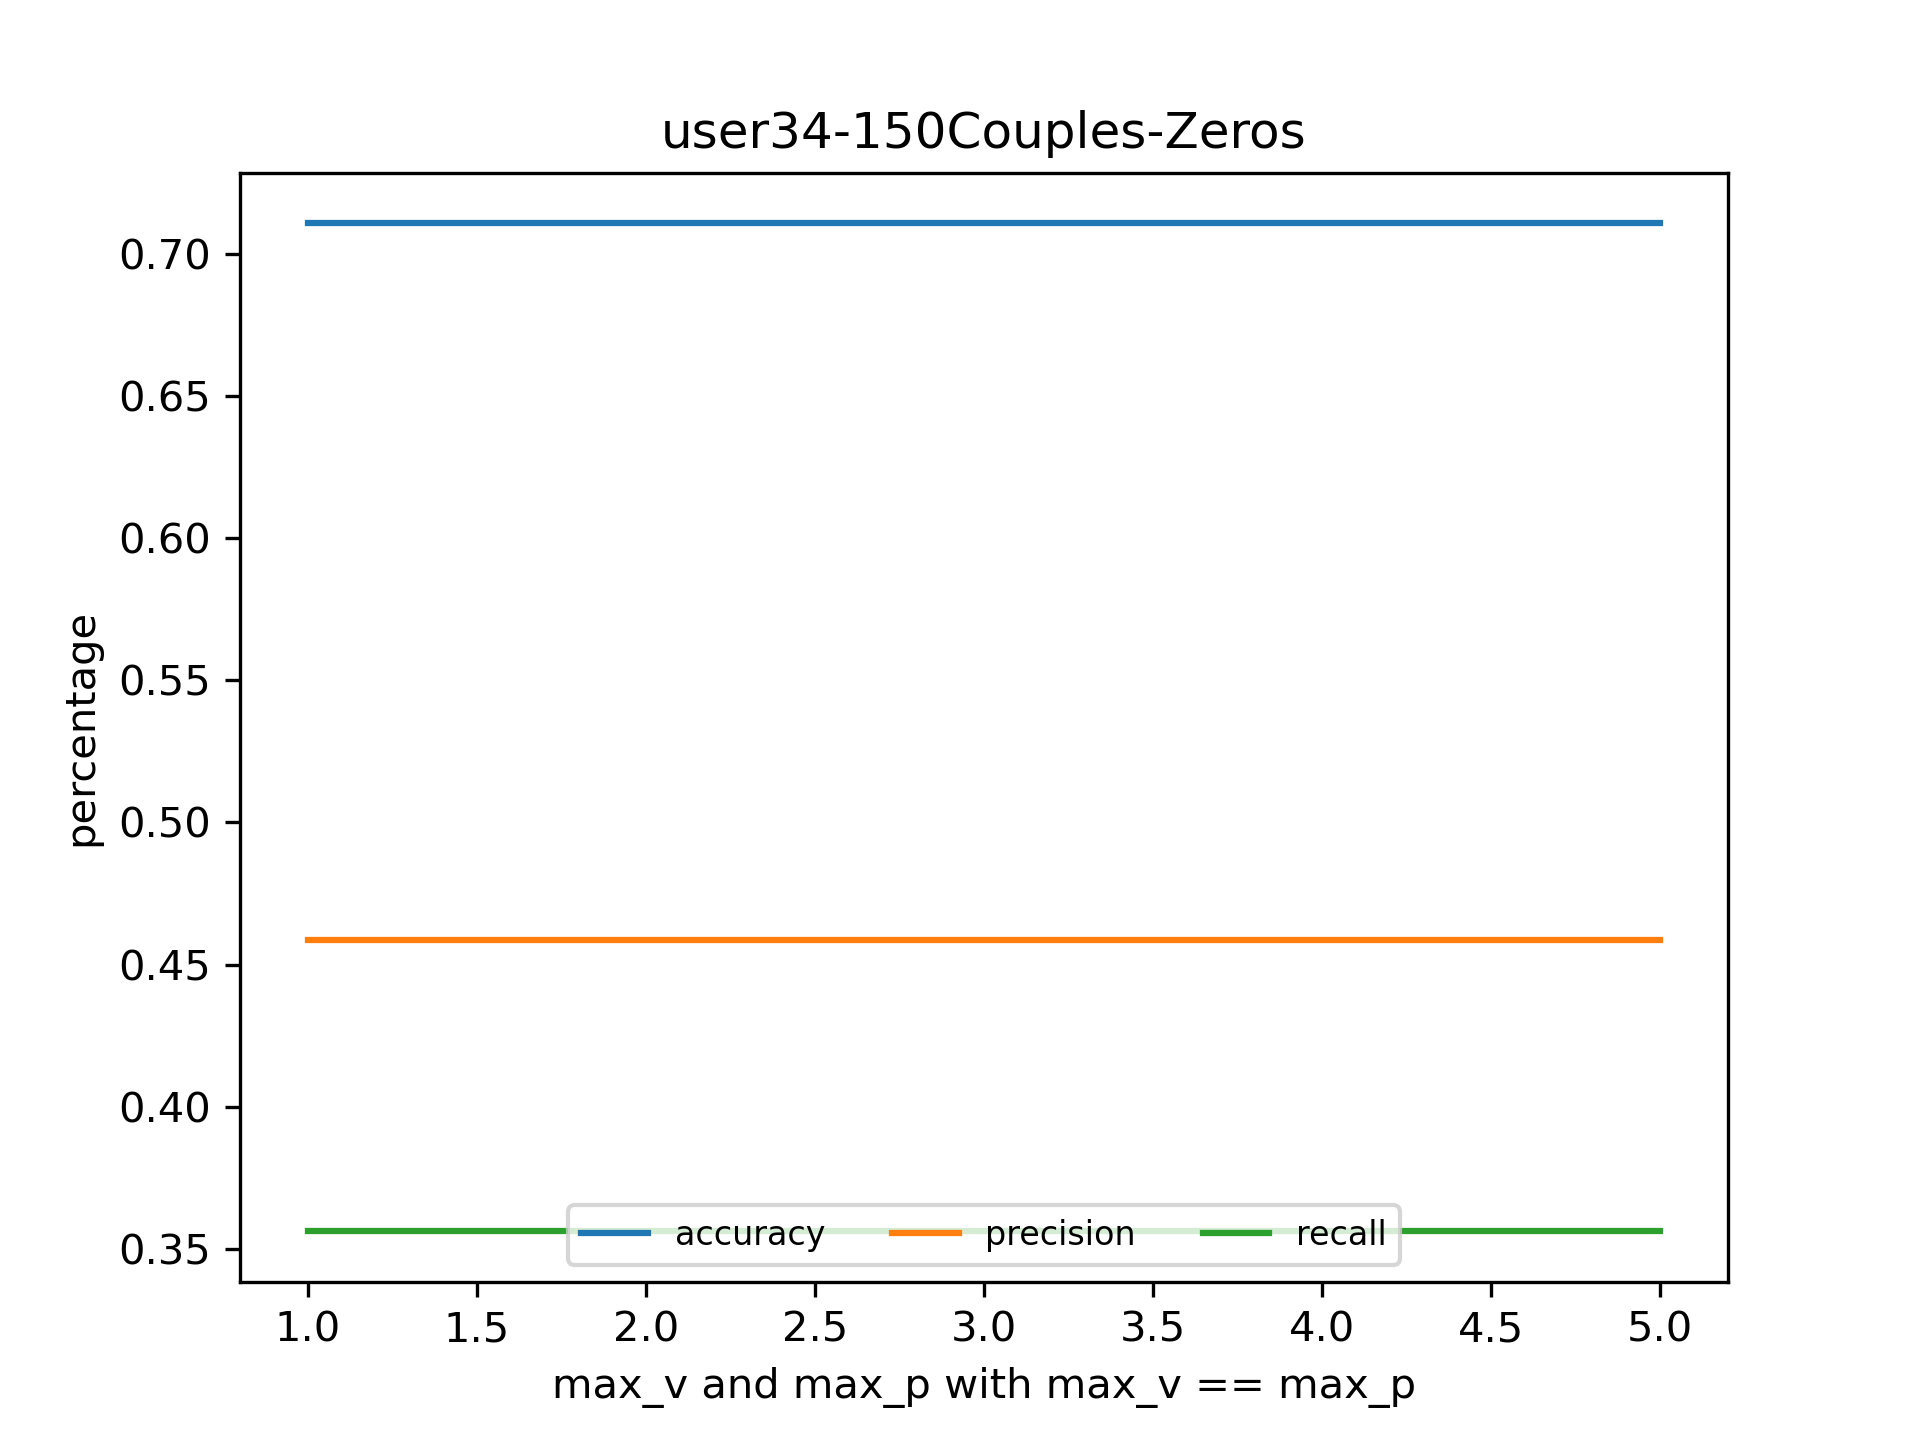 user34-150Couples-Zeros
percentage
0.70
0.65
0.60
0.55
0.50
0.45
0.40
0.35
accuracy precision recall
1.0 1.5 2.0 2.5 3.0 3.5 4.0 4.5 5.0
max_v and max_p with max_v == max_p